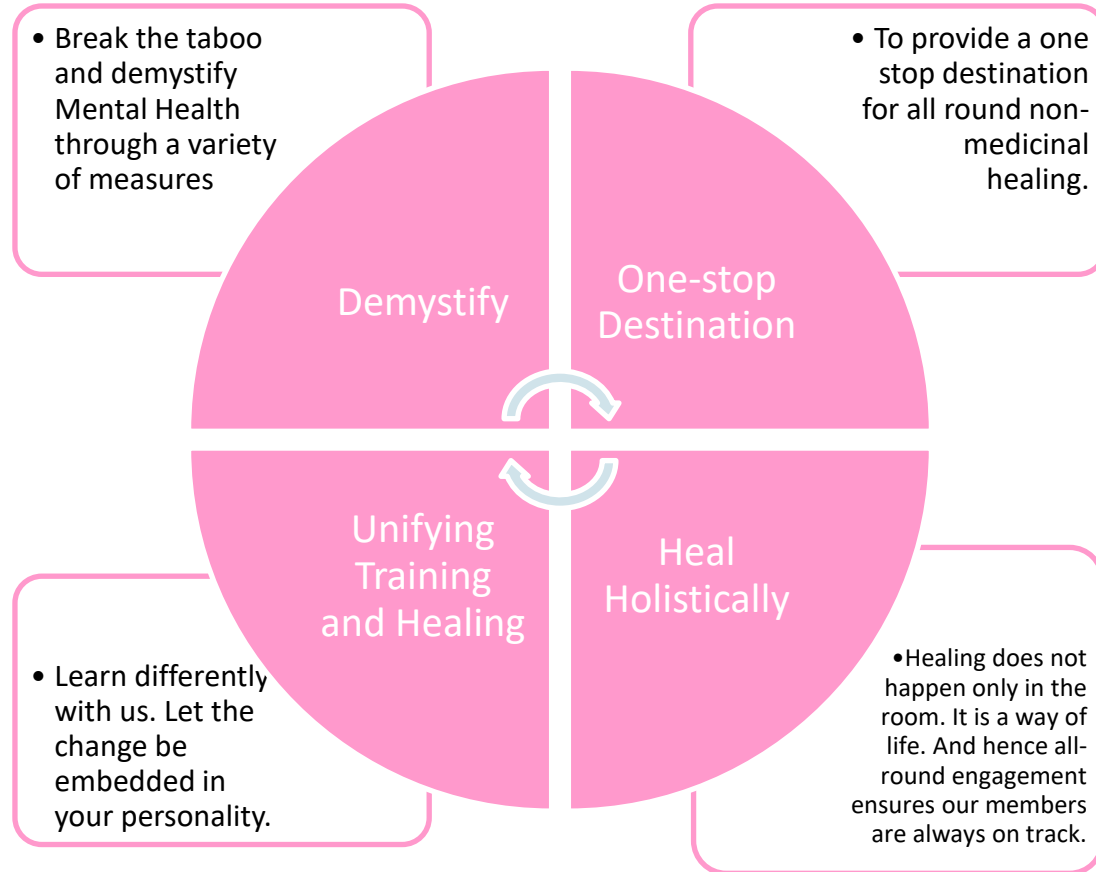 • Break the taboo
and demystify
Mental Health
through a variety
of measures
• To provide a one
stop destination
for all round non-
medicinal
healing.
Demystify
One-stop
Destination
Unifying
Training
and Healing
Heal
Holistically
• Learn differently
with us. Let the
change be
embedded in
your personality.
•Healing does not
happen only in the
room. It is a way of
life. And hence all-
round engagement
ensures our members
are always on track.